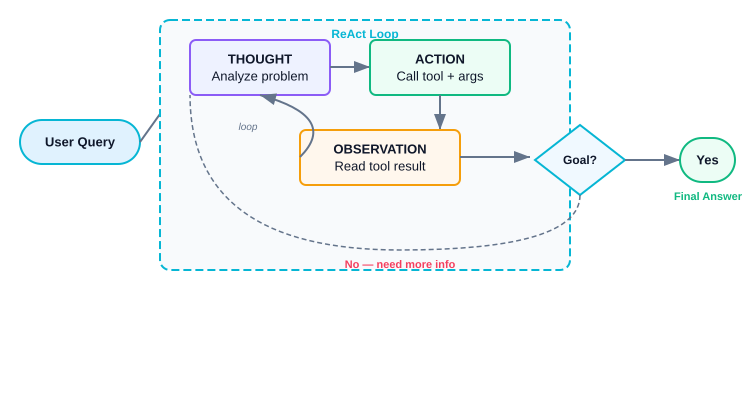 ReAct Loop
THOUGHT
Analyze problem
ACTION
Call tool + args
loop
User Query
OBSERVATION
Read tool result
Goal?
Yes
Final Answer
No — need more info